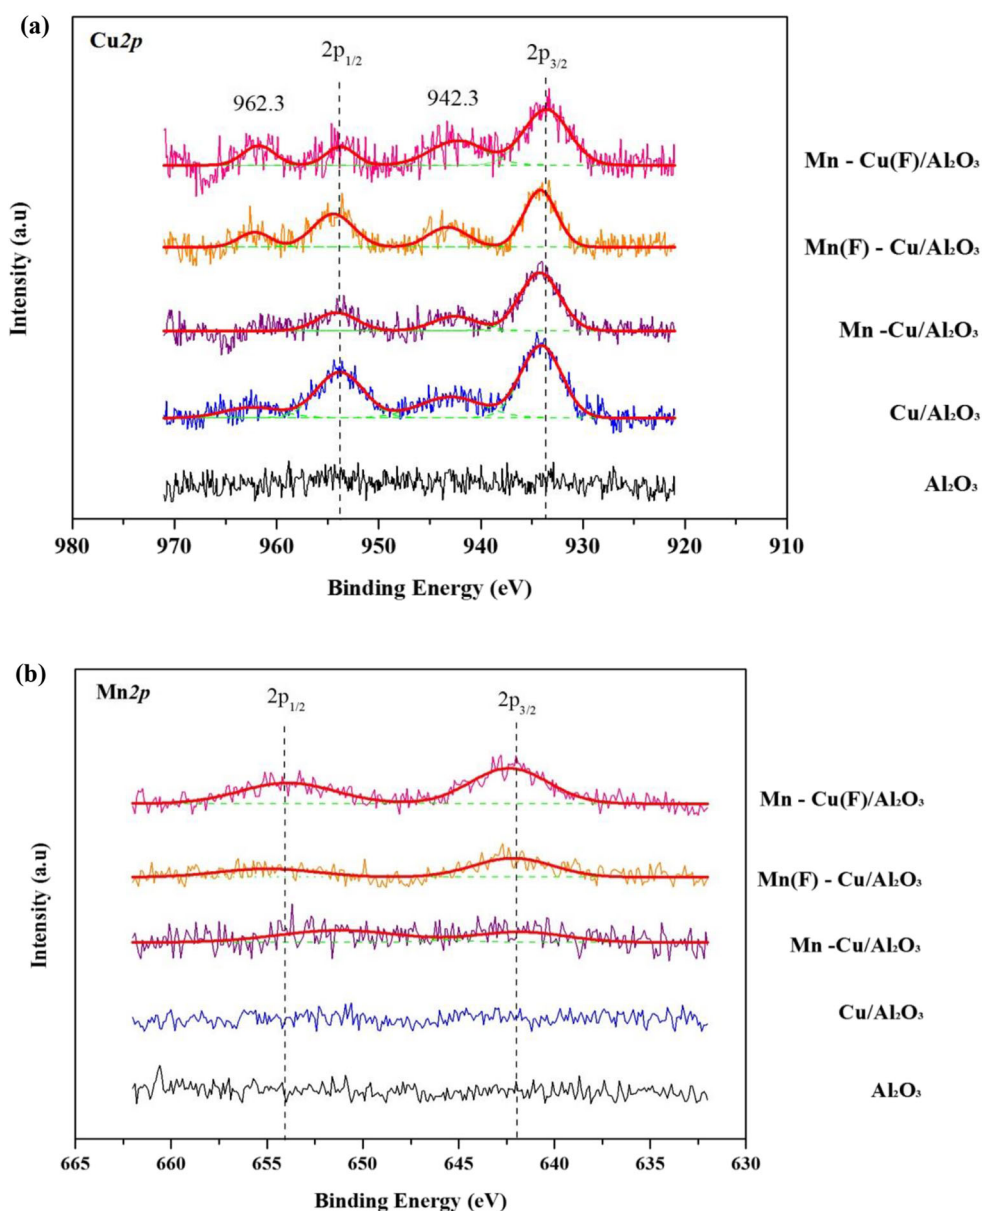 (a)
Cu2p
2p1/2
2p3/2
962.3
942.3
Mn - Cu(F)/Al₂O₃
Mn(F) - Cu/Al₂O₃
Mn -Cu/Al₂O₃
Cu/Al₂O₃
Al₂O₃
Intensity (a.u)
980 970 960 950 940 930 920 910
Binding Energy (eV)
(b)
Mn2p
2p1/2
2p3/2
Mn - Cu(F)/Al₂O₃
Mn(F) - Cu/Al₂O₃
Mn -Cu/Al₂O₃
Cu/Al₂O₃
Al₂O₃
Intensity (a.u)
665 660 655 650 645 640 635 630
Binding Energy (eV)